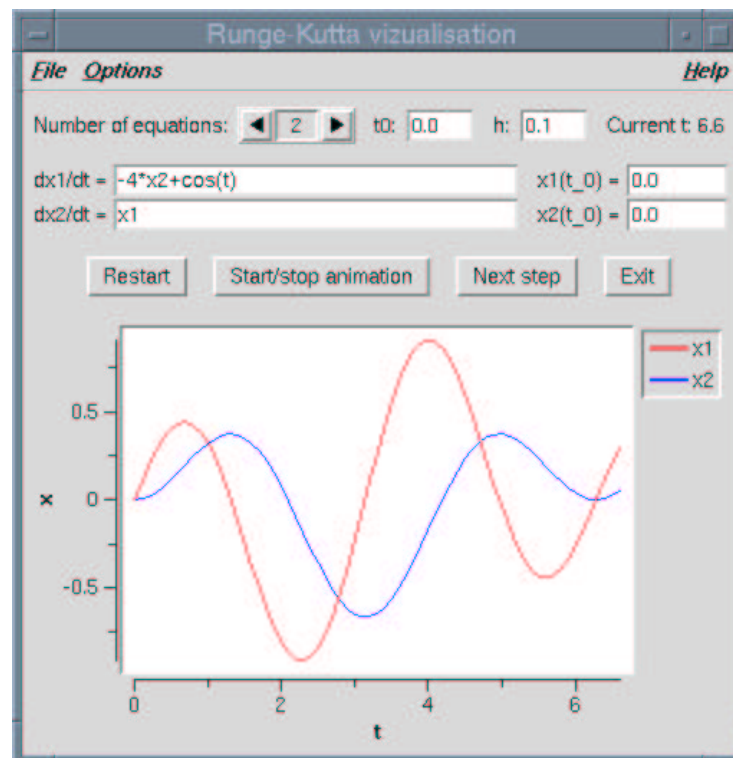 Runge-Kutta vizualisation
File Options Help
Number of equations: 2 t0: 0.0 h: 0.1 Current t: 6.6
dx1/dt = -4*x2+cos(t) x1(t_0) = 0.0
dx2/dt = x1 x2(t_0) = 0.0
Restart Start/stop animation Next step Exit
x1
x2
0.5
x 0
-0.5
0 2 4 6
t